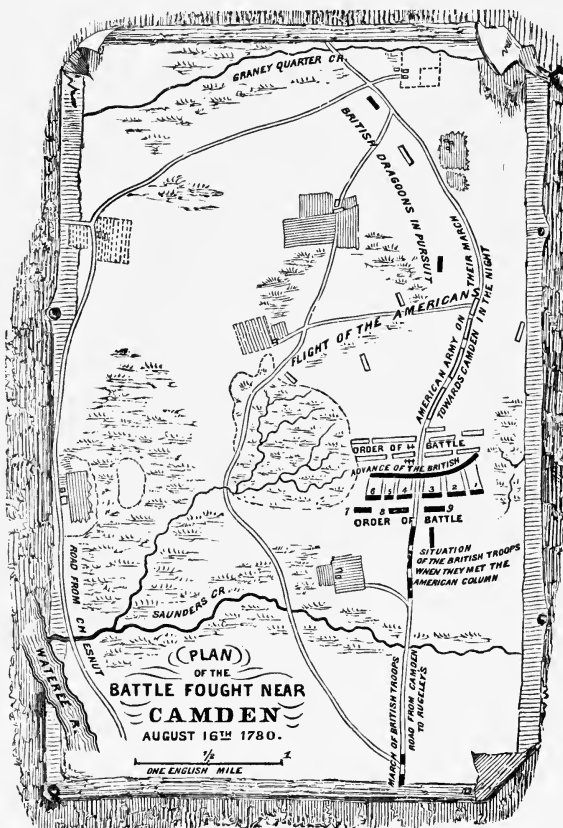 GRANEY QUARTER CR.
BRITISH DRAGOONS IN PURSUIT
FLIGHT OF THE AMERICANS
AMERICAN ARMY ON THEIR MARCH
TOWARDS CAMDEN IN THE NIGHT
ORDER OF BATTLE
ADVANCE OF THE BRITISH
6 5 4 3 2 1
7 8 9
ORDER OF BATTLE
SITUATION
OF THE BRITISH TROOPS
WHEN THEY MET THE
AMERICAN COLUMN
ROAD FROM CHESNUT
SAUNDERS CR.
WATERLEE R.
MARCH OF BRITISH TROOPS
ROAD FROM CAMDEN
TO RUGELEY'S
(PLAN)
OF THE
BATTLE FOUGHT NEAR
CAMDEN
AUGUST 16TH 1780.
1/2 1
ONE ENGLISH MILE